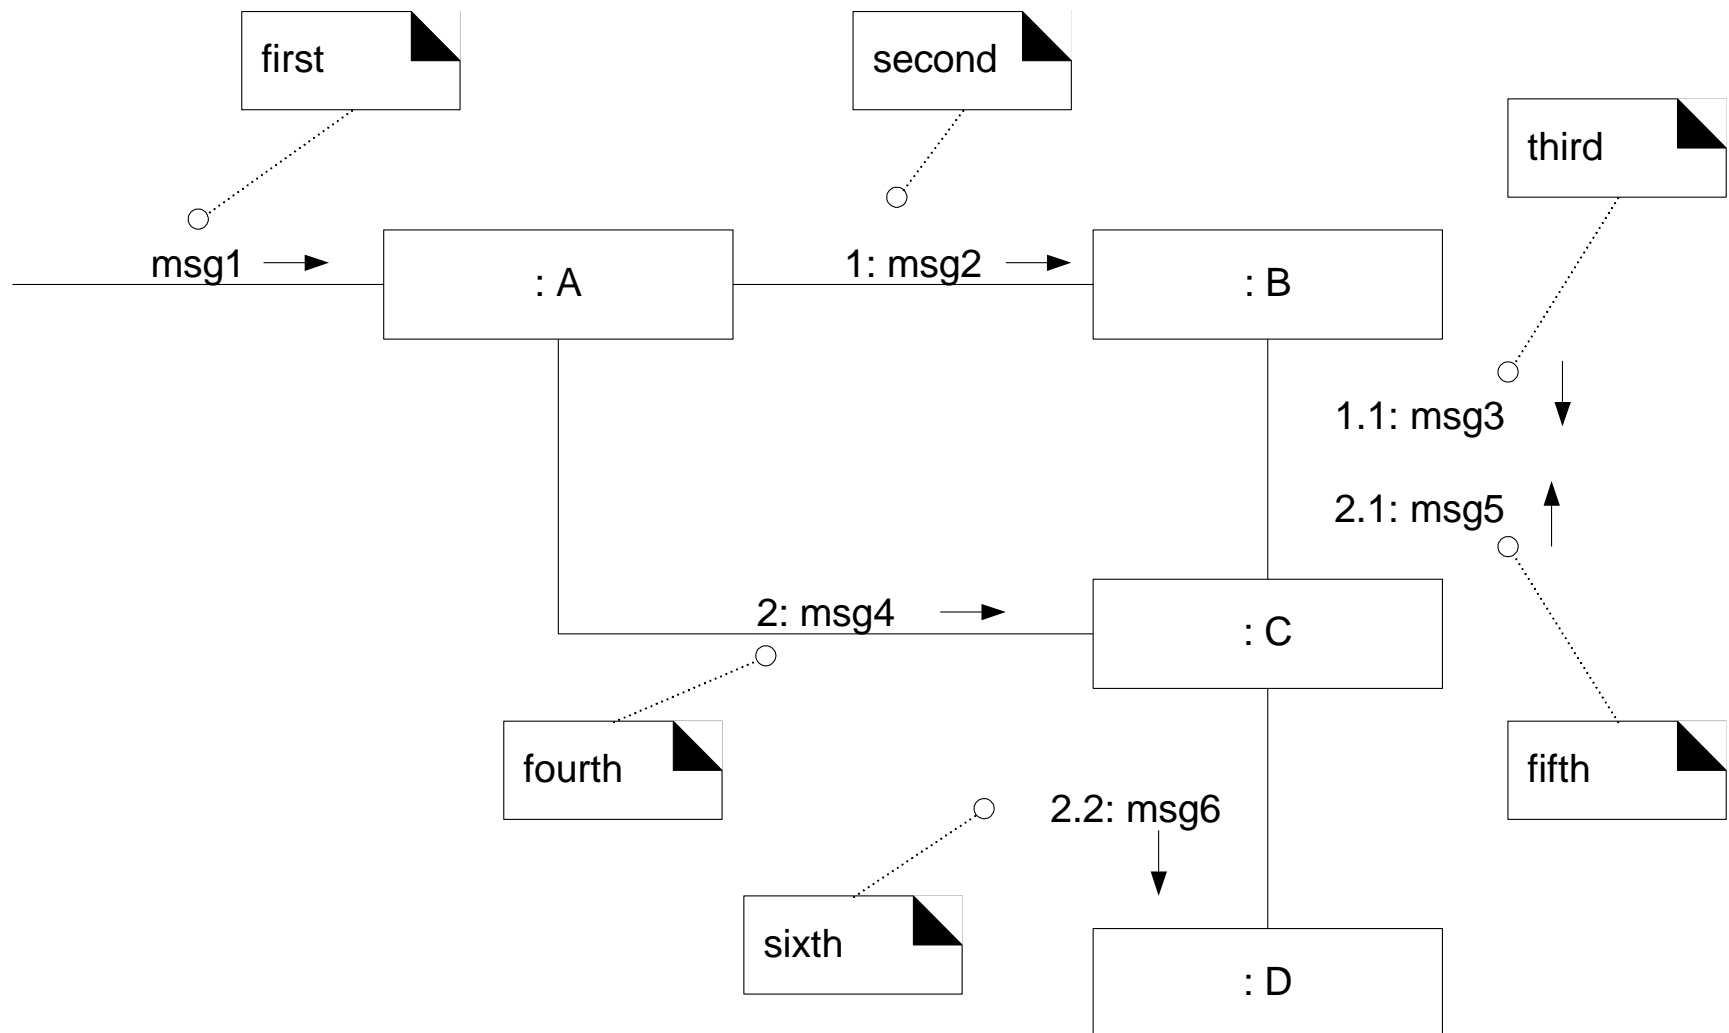 first
second
third
msg1
: A
1: msg2
: B
1.1: msg3
2.1: msg5
2: msg4
: C
fourth
fifth
2.2: msg6
sixth
: D